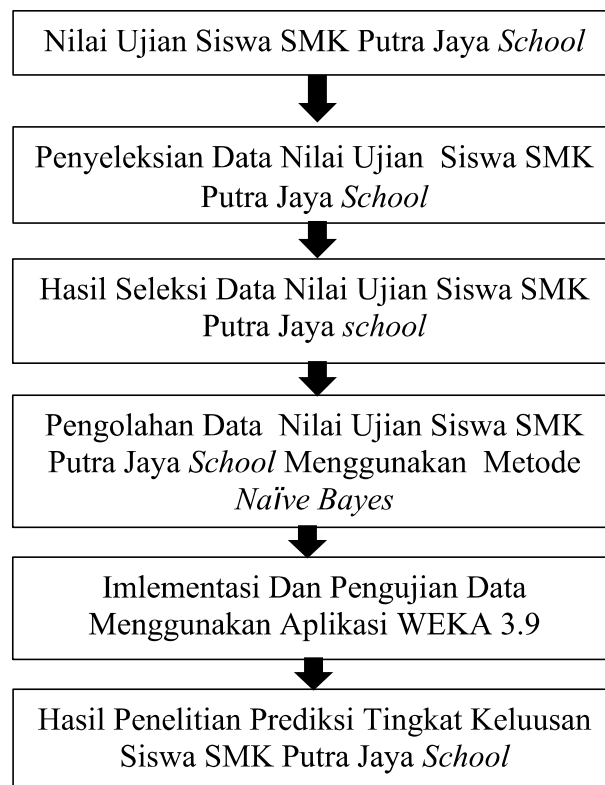 Nilai Ujian Siswa SMK Putra Jaya School
Penyeleksian Data Nilai Ujian Siswa SMK
Putra Jaya School
Hasil Seleksi Data Nilai Ujian Siswa SMK
Putra Jaya school
Pengolahan Data Nilai Ujian Siswa SMK
Putra Jaya School Menggunakan Metode
Naïve Bayes
Imlementasi Dan Pengujian Data
Menggunakan Aplikasi WEKA 3.9
Hasil Penelitian Prediksi Tingkat Keluusan
Siswa SMK Putra Jaya School